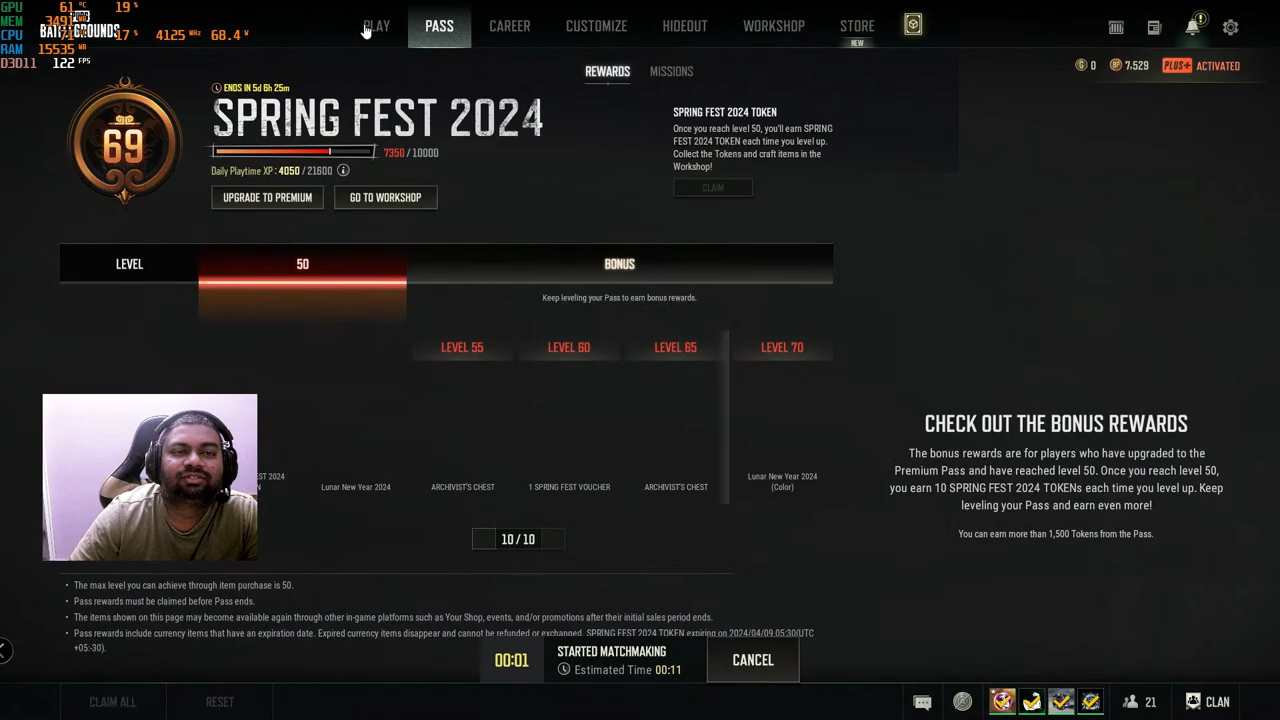 GPU 61 °C 19 %
MEM 3491 MB
CPU 71 °C 17 % 4125 MHz 68.4 W
RAM 15535 MB
D3D11 122 FPS
PUBG
BATTLEGROUNDS
PLAY
PASS
CAREER
CUSTOMIZE
HIDEOUT
WORKSHOP
STORE
NEW
G 0
BP 7,529
PLUS+ ACTIVATED
REWARDS
MISSIONS
69
ENDS IN 5d 6h 25m
SPRING FEST 2024
7350 / 10000
Daily Playtime XP : 4050 / 21600
UPGRADE TO PREMIUM
GO TO WORKSHOP
SPRING FEST 2024 TOKEN
Once you reach level 50, you'll earn SPRING
FEST 2024 TOKEN each time you level up.
Collect the Tokens and craft items in the
Workshop!
CLAIM
LEVEL
50
BONUS
Keep leveling your Pass to earn bonus rewards.
LEVEL 55
LEVEL 60
LEVEL 65
LEVEL 70
EST 2024
Lunar New Year 2024
ARCHIVIST'S CHEST
1 SPRING FEST VOUCHER
ARCHIVIST'S CHEST
Lunar New Year 2024
(Color)
10 / 10
CHECK OUT THE BONUS REWARDS
The bonus rewards are for players who have upgraded to the
Premium Pass and have reached level 50. Once you reach level 50,
you earn 10 SPRING FEST 2024 TOKENs each time you level up. Keep
leveling your Pass and earn even more!
You can earn more than 1,500 Tokens from the Pass.
• The max level you can achieve through item purchase is 50.
• Pass rewards must be claimed before Pass ends.
• The items shown on this page may become available again through other in-game platforms such as Your Shop, events, and/or promotions after their initial sales period ends.
• Pass rewards include currency items that have an expiration date. Expired currency items disappear and cannot be refunded or exchanged. SPRING FEST 2024 TOKEN expiring on 2024/04/09 05:30(UTC
+05:30).
00:01
STARTED MATCHMAKING
Estimated Time 00:11
CANCEL
CLAIM ALL
RESET
21
CLAN